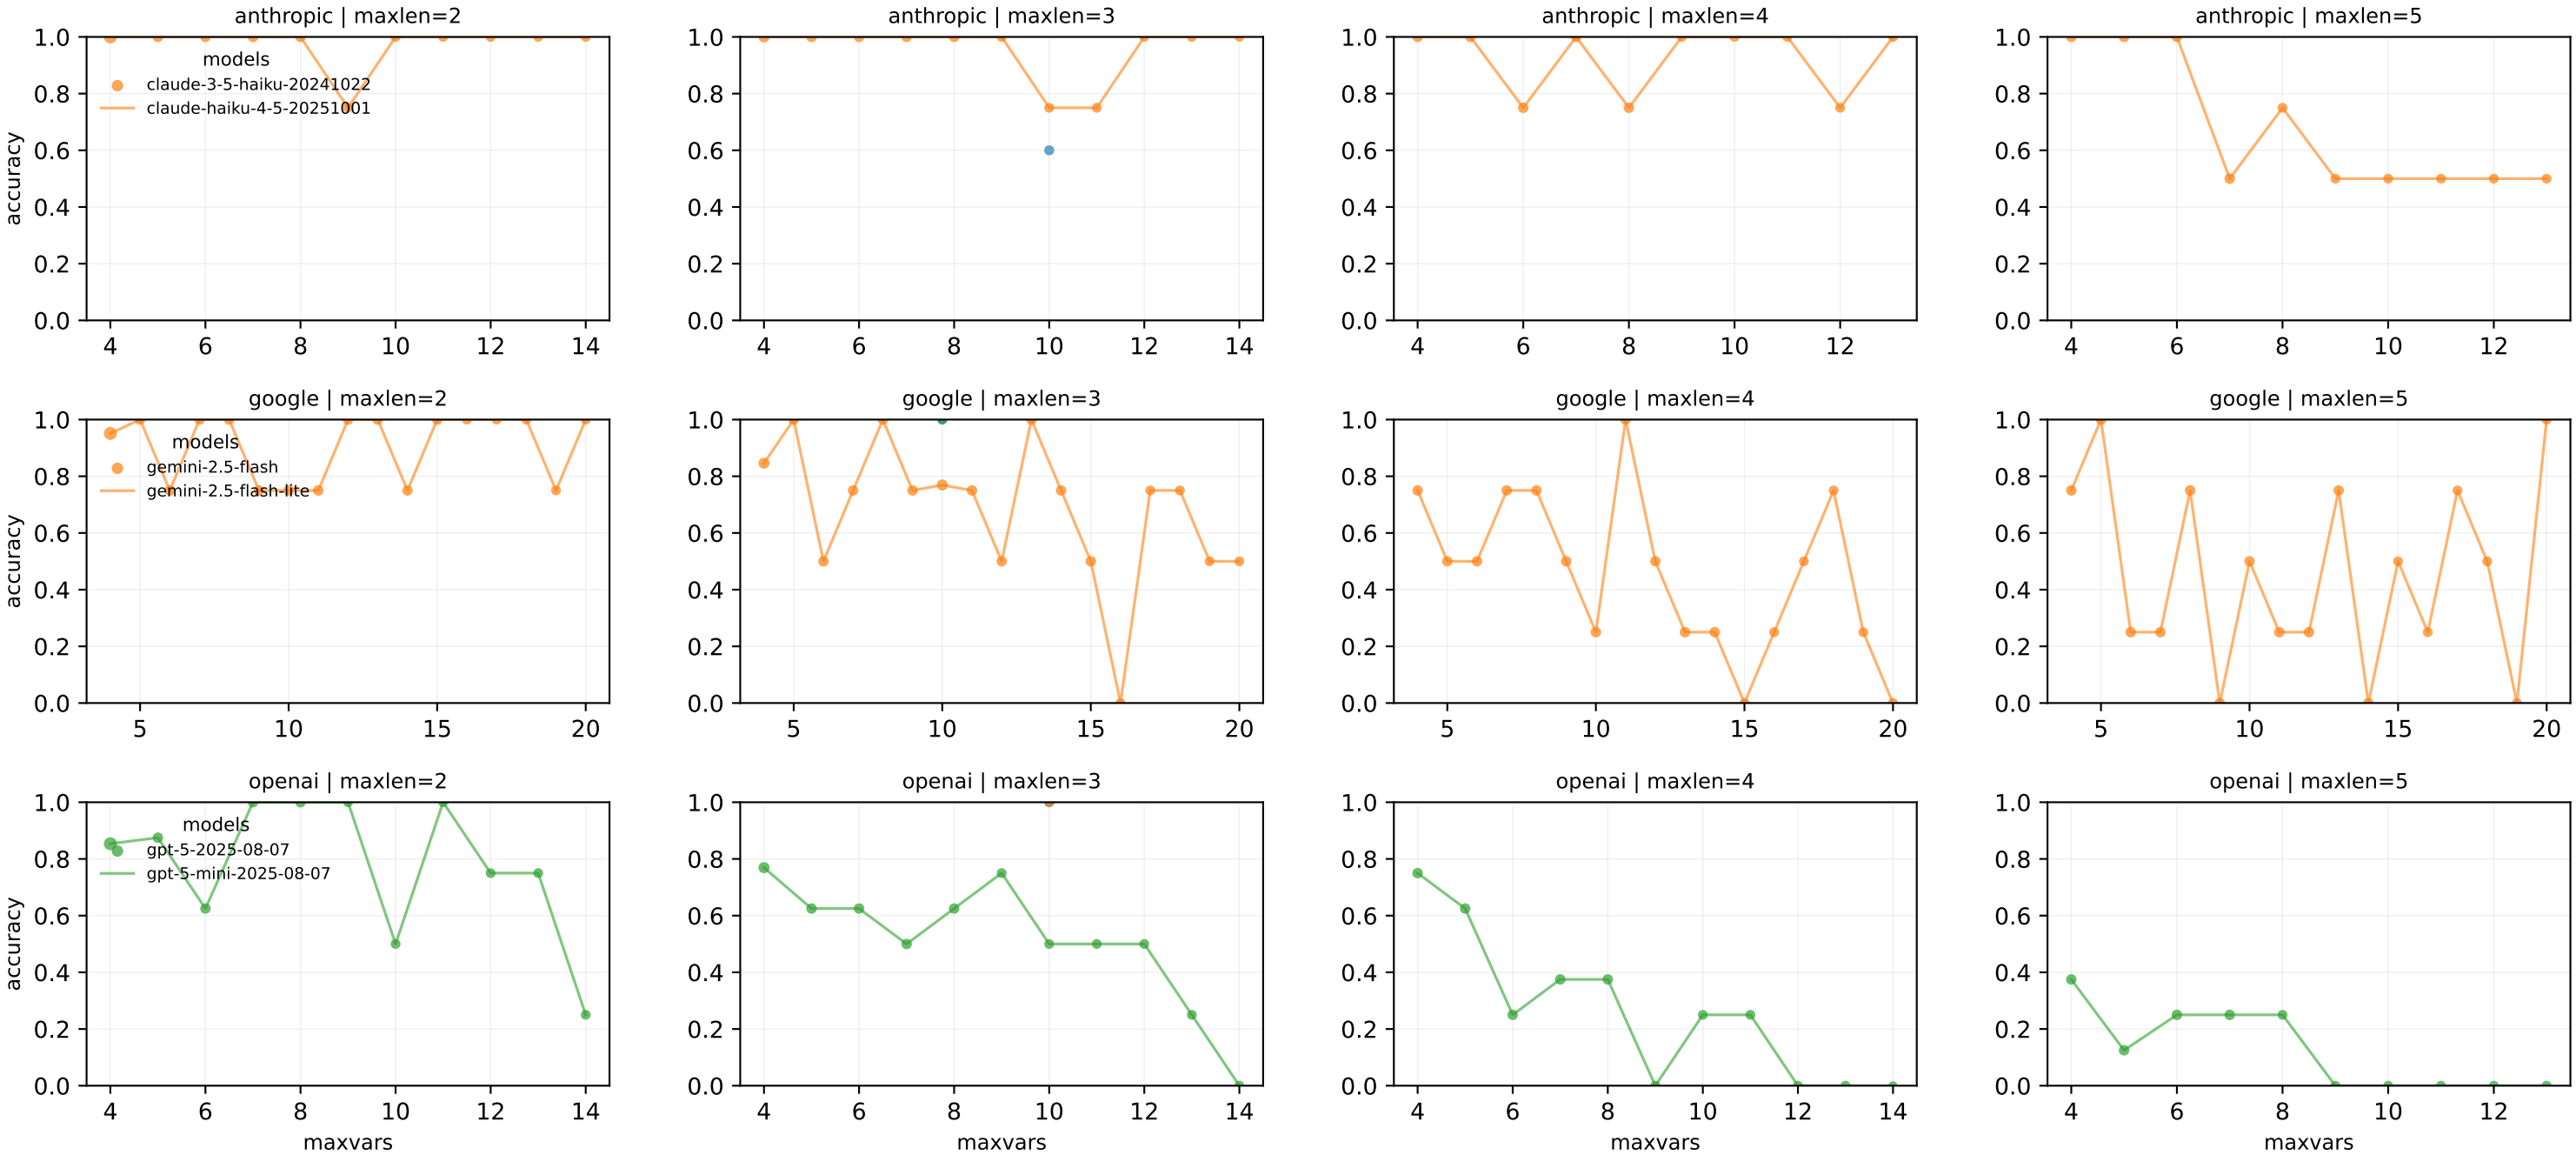 anthropic | maxlen=2
anthropic | maxlen=3
anthropic | maxlen=4
anthropic | maxlen=5
accuracy
1.0
0.8
0.6
0.4
0.2
0.0
models
claude-3-5-haiku-20241022
claude-haiku-4-5-20251001
4 6 8 10 12 14
1.0
0.8
0.6
0.4
0.2
0.0
4 6 8 10 12 14
1.0
0.8
0.6
0.4
0.2
0.0
4 6 8 10 12
1.0
0.8
0.6
0.4
0.2
0.0
4 6 8 10 12
google | maxlen=2
google | maxlen=3
google | maxlen=4
google | maxlen=5
accuracy
1.0
0.8
0.6
0.4
0.2
0.0
models
gemini-2.5-flash
gemini-2.5-flash-lite
5 10 15 20
1.0
0.8
0.6
0.4
0.2
0.0
5 10 15 20
1.0
0.8
0.6
0.4
0.2
0.0
5 10 15 20
1.0
0.8
0.6
0.4
0.2
0.0
5 10 15 20
openai | maxlen=2
openai | maxlen=3
openai | maxlen=4
openai | maxlen=5
accuracy
1.0
0.8
0.6
0.4
0.2
0.0
models
gpt-5-2025-08-07
gpt-5-mini-2025-08-07
4 6 8 10 12 14
maxvars
1.0
0.8
0.6
0.4
0.2
0.0
4 6 8 10 12 14
maxvars
1.0
0.8
0.6
0.4
0.2
0.0
4 6 8 10 12 14
maxvars
1.0
0.8
0.6
0.4
0.2
0.0
4 6 8 10 12
maxvars